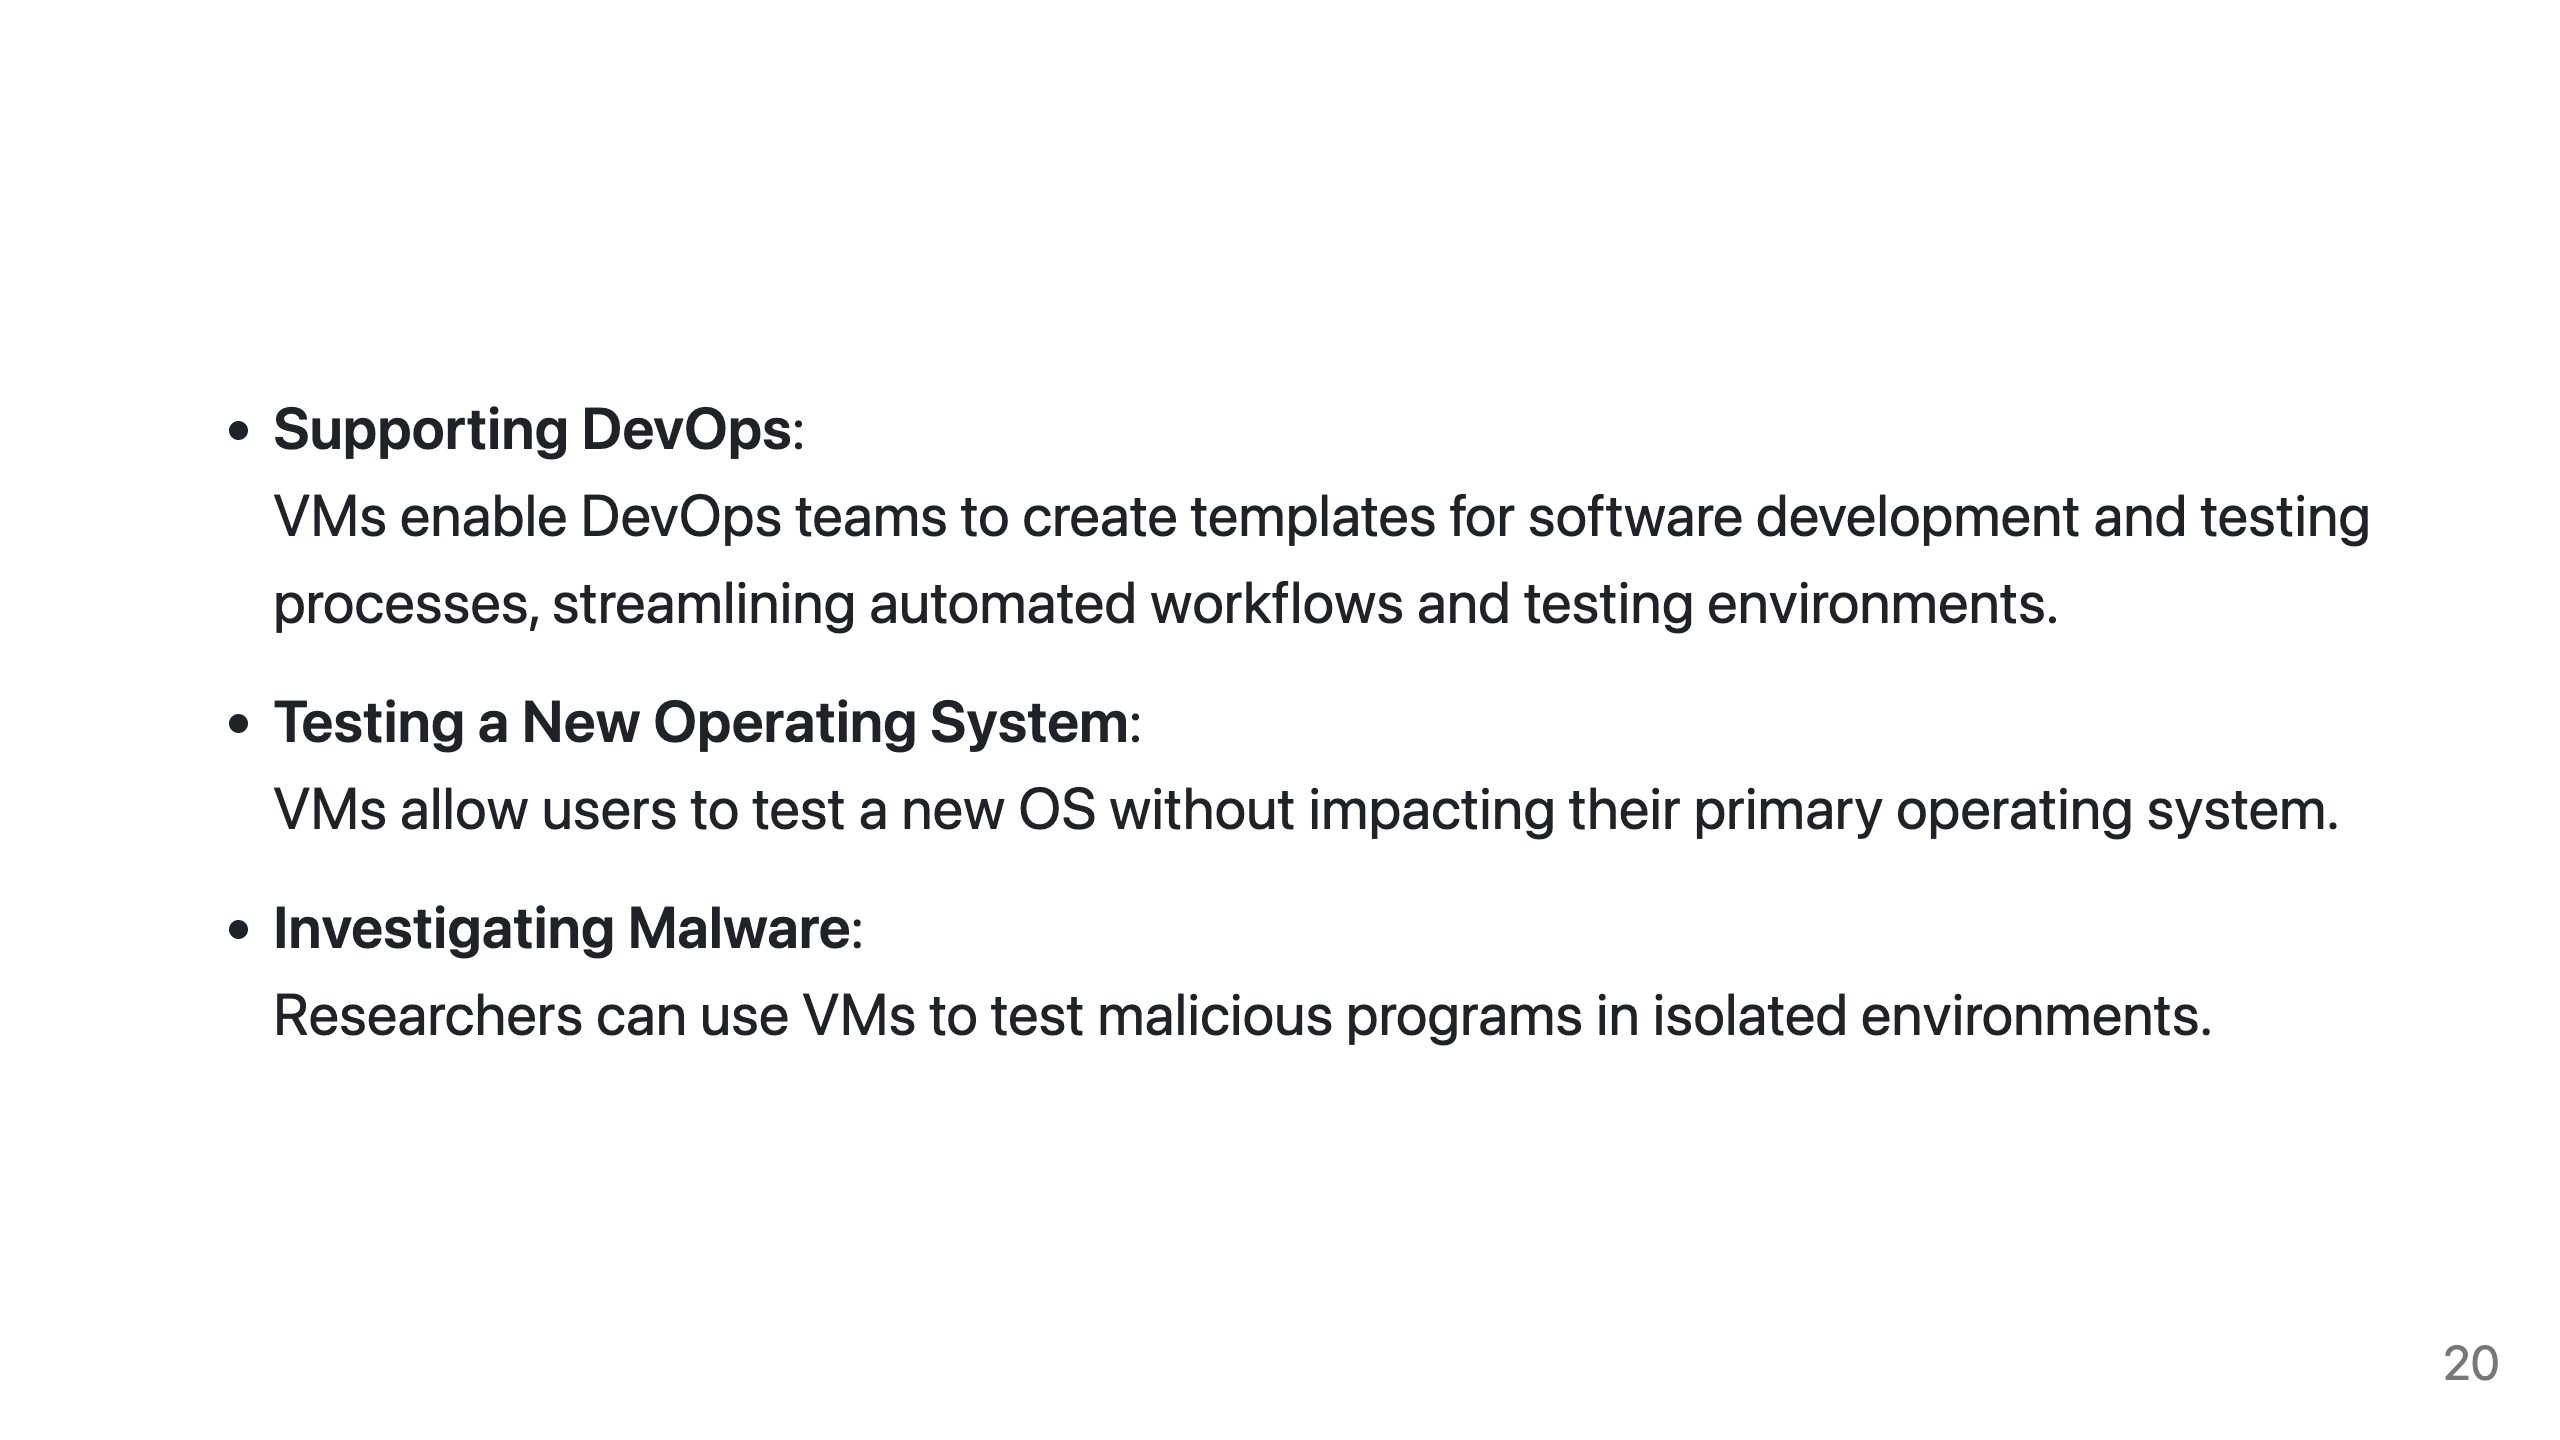 • Supporting DevOps:
VMs enable DevOps teams to create templates for software development and testing
processes, streamlining automated workflows and testing environments.
• Testing a New Operating System:
VMs allow users to test a new OS without impacting their primary operating system.
• Investigating Malware:
Researchers can use VMs to test malicious programs in isolated environments.
20